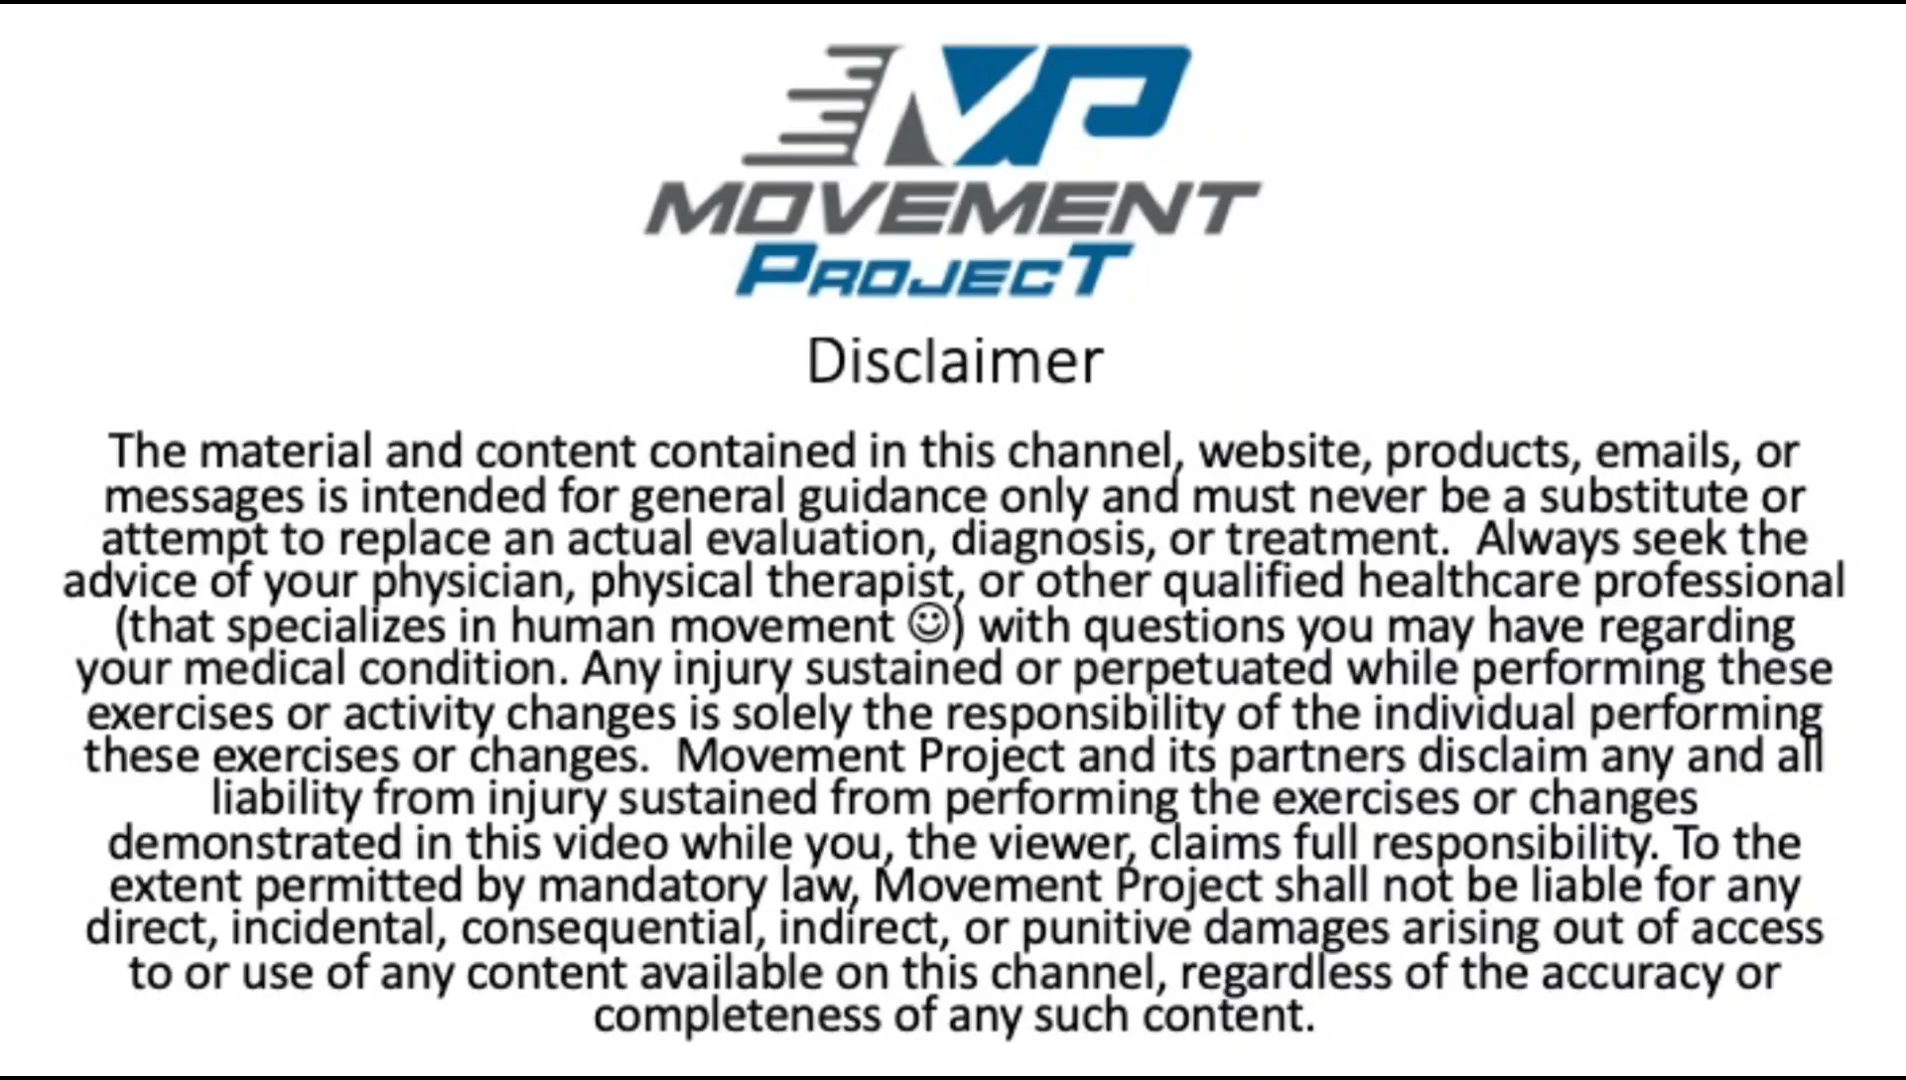 MP
MOVEMENT
PROJECT
Disclaimer
The material and content contained in this channel, website, products, emails, or
messages is intended for general guidance only and must never be a substitute or
attempt to replace an actual evaluation, diagnosis, or treatment.  Always seek the
advice of your physician, physical therapist, or other qualified healthcare professional
(that specializes in human movement ☺) with questions you may have regarding
your medical condition. Any injury sustained or perpetuated while performing these
exercises or activity changes is solely the responsibility of the individual performing
these exercises or changes.  Movement Project and its partners disclaim any and all
liability from injury sustained from performing the exercises or changes
demonstrated in this video while you, the viewer, claims full responsibility. To the
extent permitted by mandatory law, Movement Project shall not be liable for any
direct, incidental, consequential, indirect, or punitive damages arising out of access
to or use of any content available on this channel, regardless of the accuracy or
completeness of any such content.